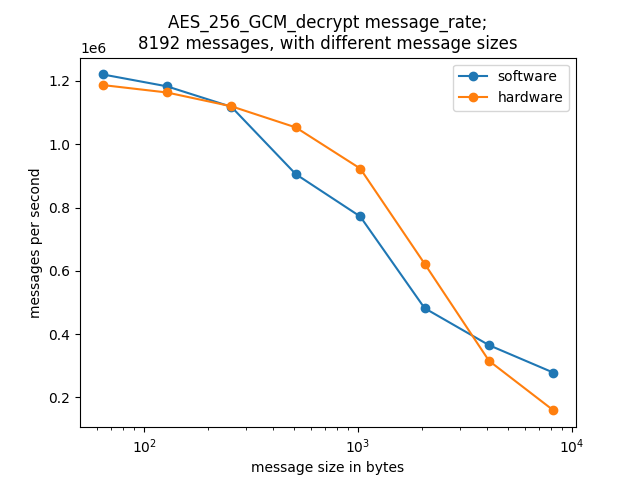 AES_256_GCM_decrypt message_rate;
8192 messages, with different message sizes
1e6
software
hardware
1.2
1.0
0.8
0.6
0.4
0.2
messages per second
10²
10³
10⁴
message size in bytes